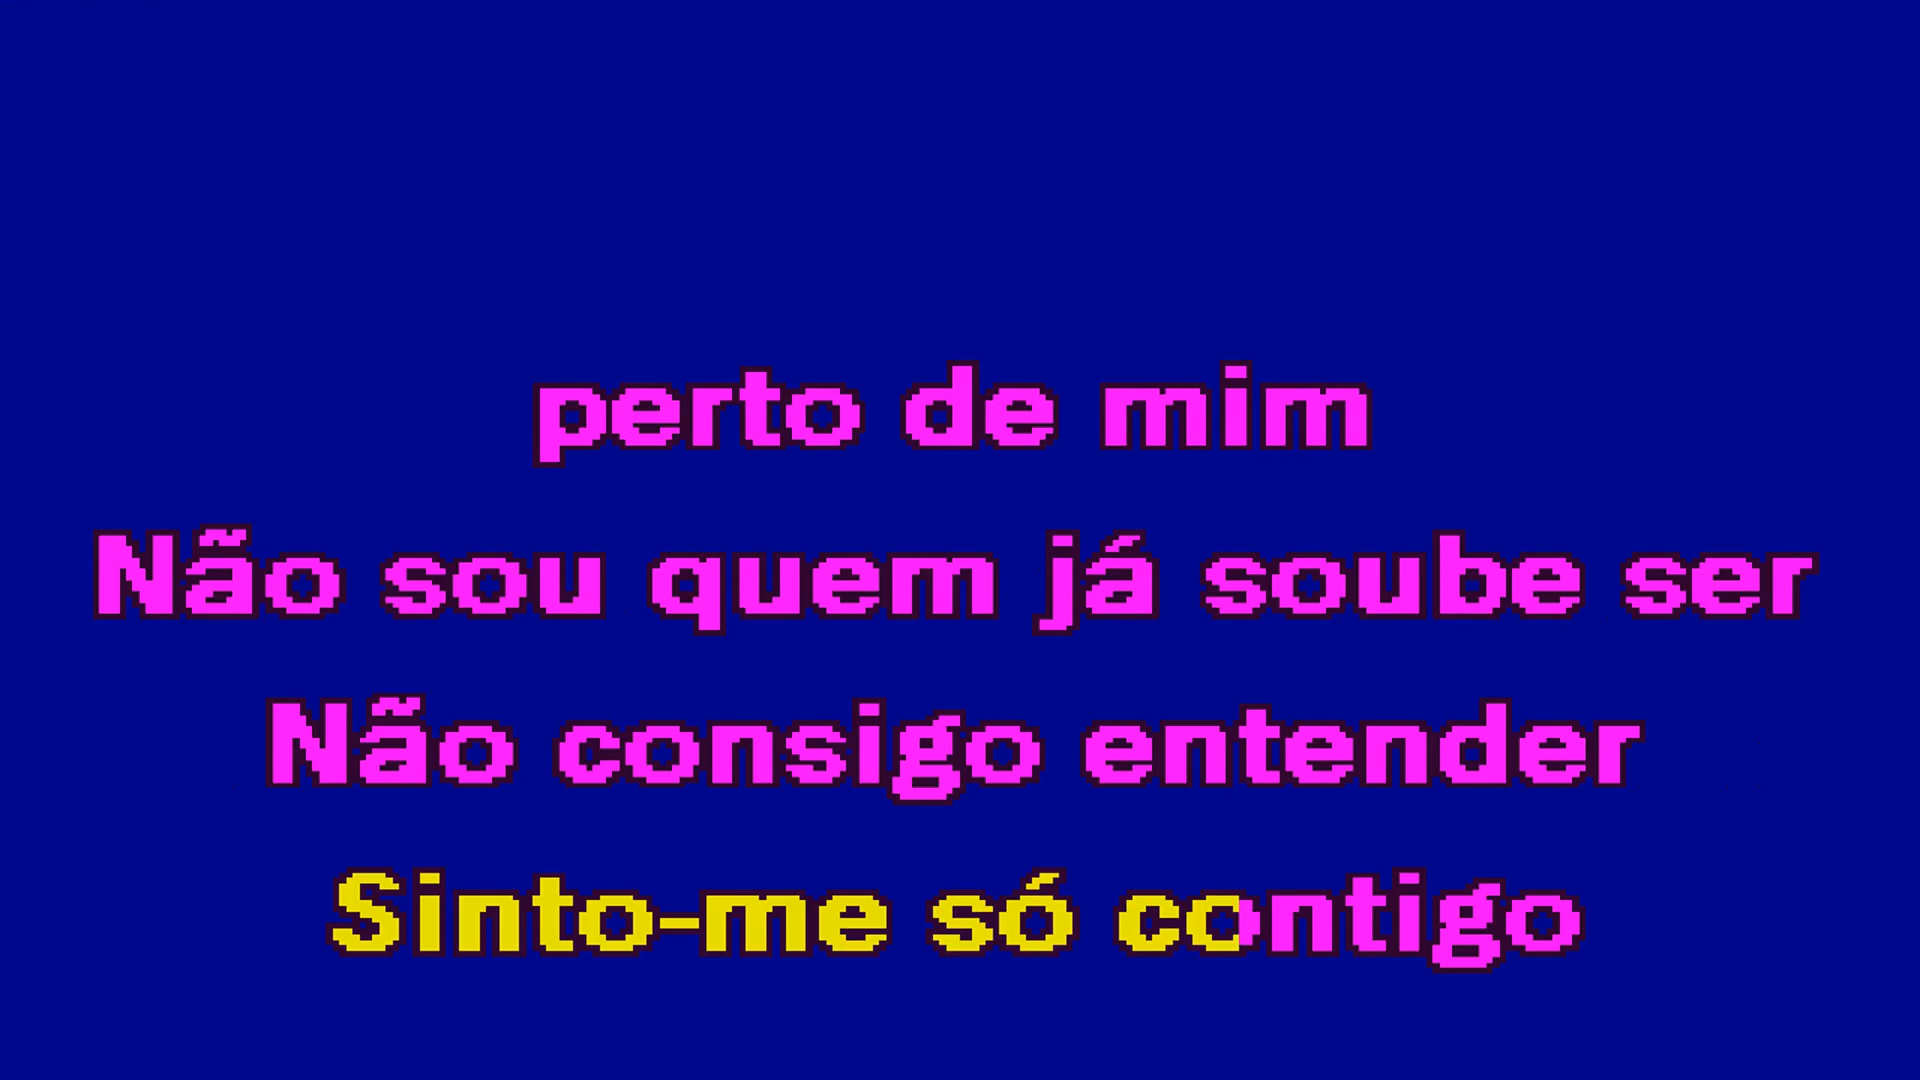 perto de mim
Não sou quem já soube ser
Não consigo entender
Sinto-me só contigo